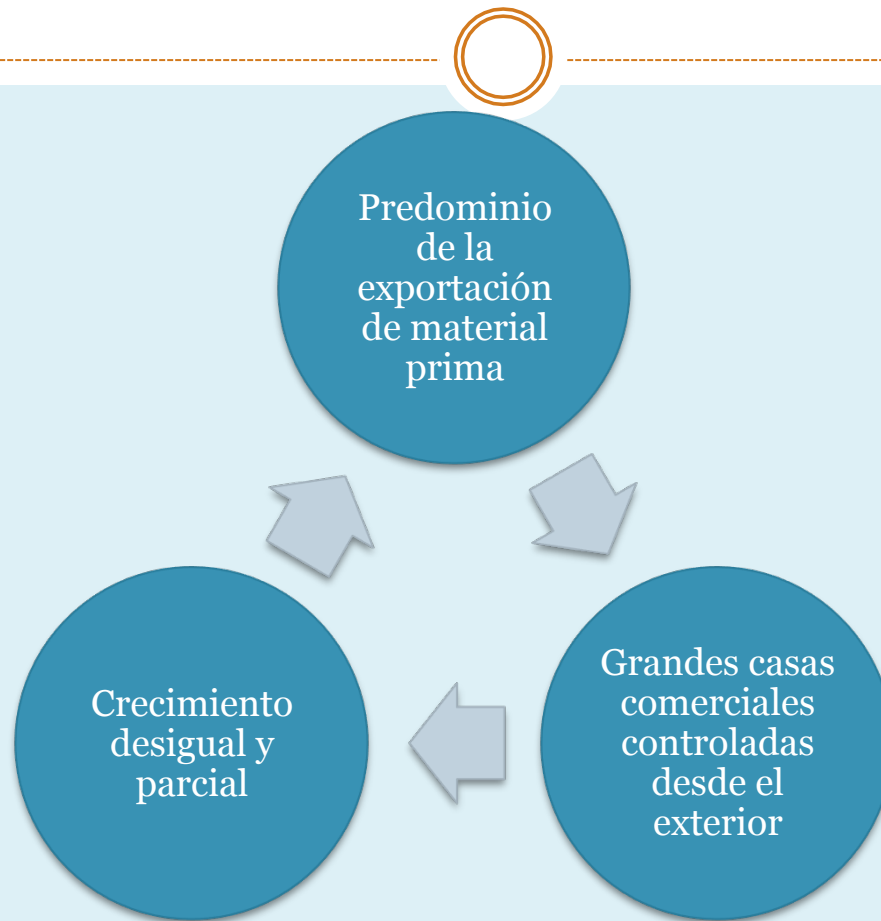 Predominio
de la
exportación
de material
prima
Grandes casas
comerciales
controladas
desde el
exterior
Crecimiento
desigual y
parcial